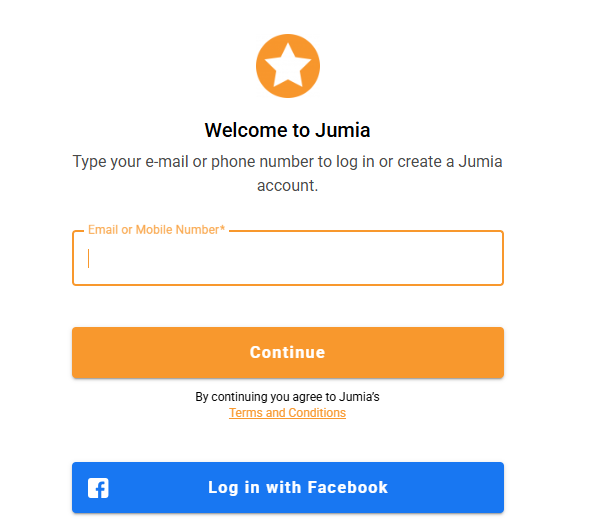 Welcome to Jumia
Type your e-mail or phone number to log in or create a Jumia
account.
Email or Mobile Number*
Continue
By continuing you agree to Jumia's
Terms and Conditions
Log in with Facebook